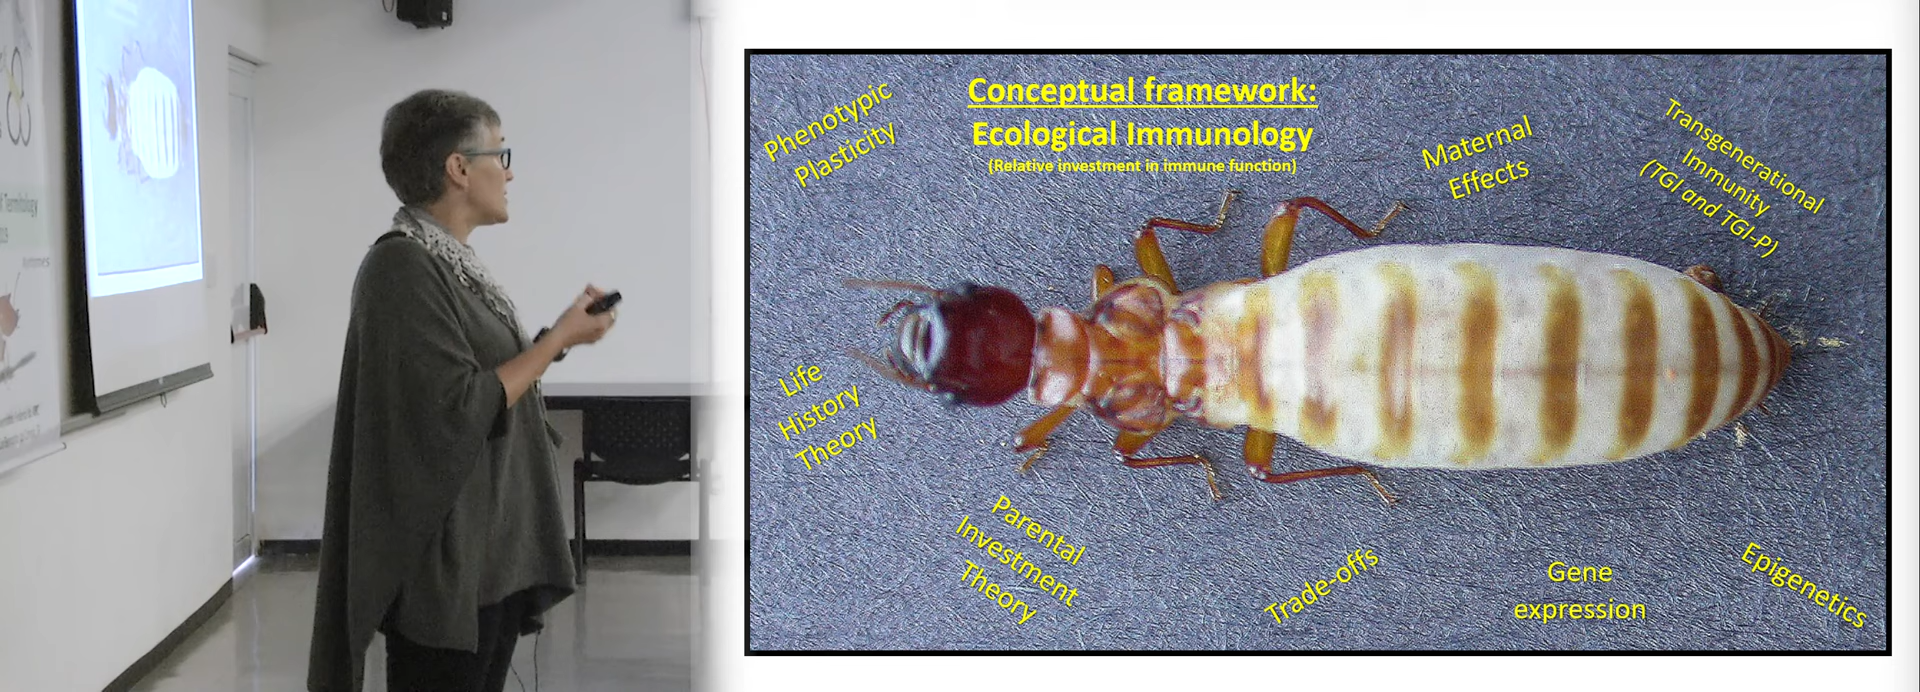 Conceptual framework:
Ecological Immunology
(Relative investment in immune function)
Phenotypic
Plasticity
Maternal
Effects
Transgenerational
Immunity
(TGI and TGI-P)
Life
History
Theory
Parental
Investment
Theory
Trade-offs
Gene
expression
Epigenetics